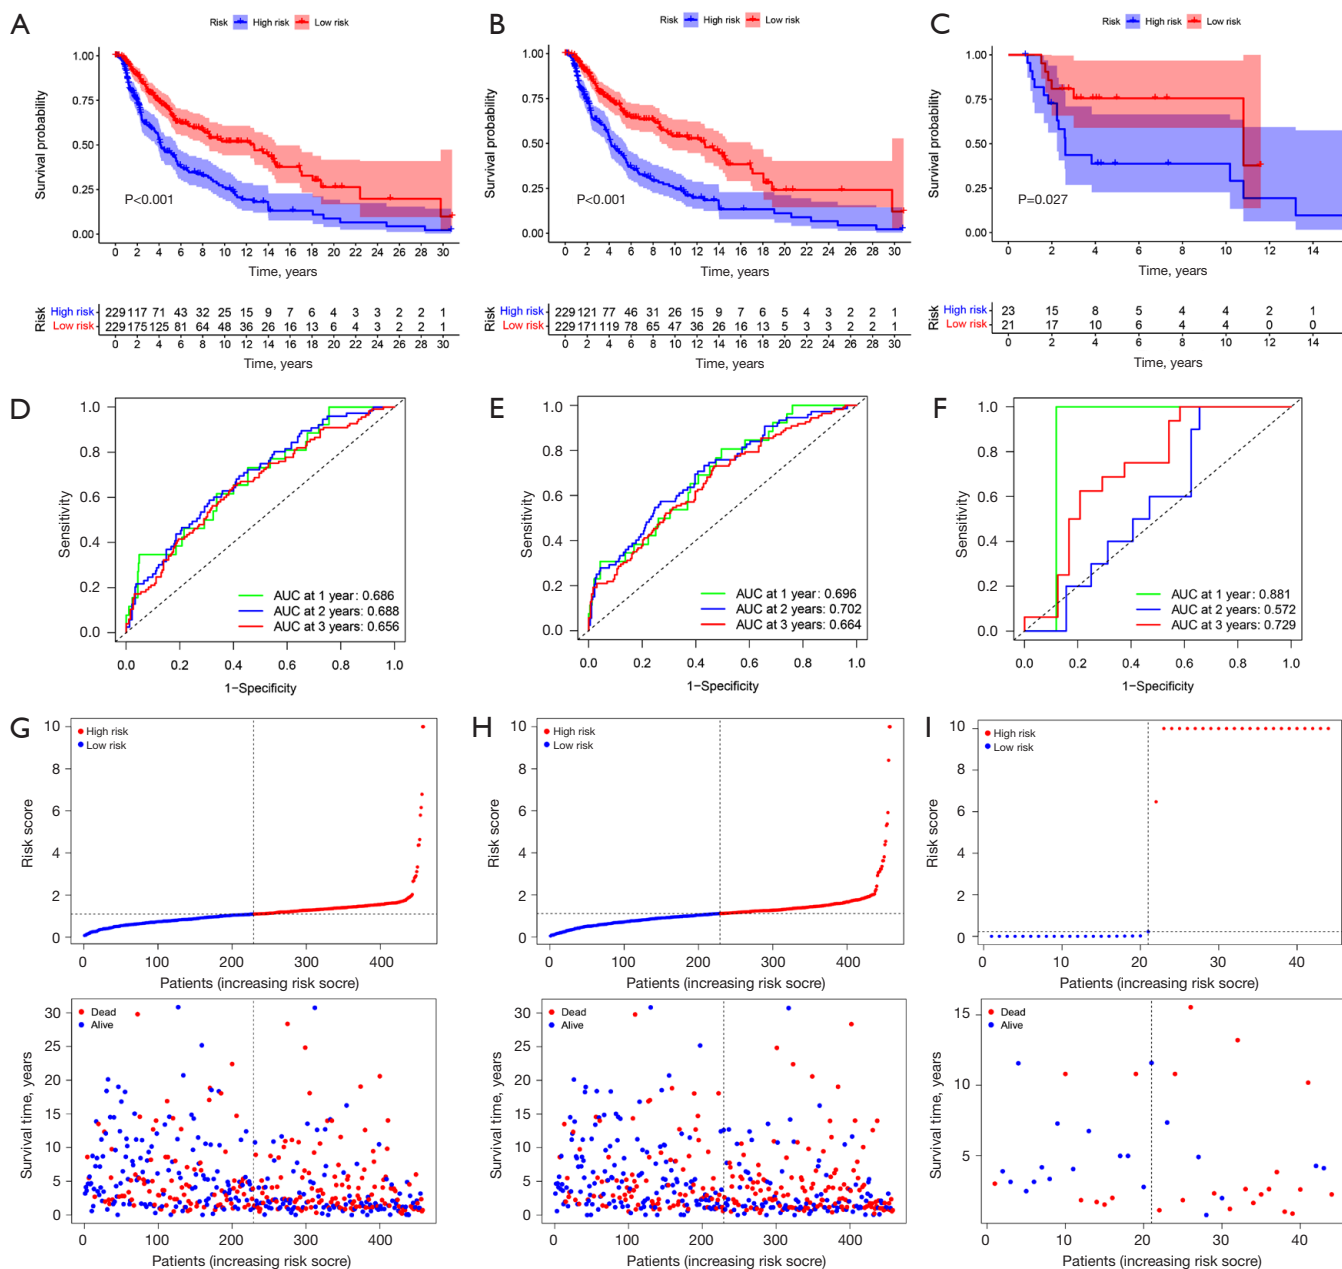 A
Risk High risk Low risk
Survival probability
1.00
0.75
0.50
0.25
0.00
P<0.001
0 2 4 6 8 10 12 14 16 18 20 22 24 26 28 30
Time, years
Risk
High risk 229 117 71 43 32 25 15 9 7 6 4 3 3 2 2 1
Low risk 229 175 125 81 64 48 36 26 16 13 6 4 3 2 2 1
0 2 4 6 8 10 12 14 16 18 20 22 24 26 28 30
Time, years
B
Risk High risk Low risk
Survival probability
1.00
0.75
0.50
0.25
0.00
P<0.001
0 2 4 6 8 10 12 14 16 18 20 22 24 26 28 30
Time, years
Risk
High risk 229 121 77 46 31 26 15 9 7 6 5 4 3 2 2 1
Low risk 229 171 119 78 65 47 36 26 16 13 5 3 3 2 2 1
0 2 4 6 8 10 12 14 16 18 20 22 24 26 28 30
Time, years
C
Risk High risk Low risk
Survival probability
1.00
0.75
0.50
0.25
0.00
P=0.027
0 2 4 6 8 10 12 14
Time, years
Risk
High risk 23 15 8 5 4 4 2 1
Low risk 21 17 10 6 4 4 0 0
0 2 4 6 8 10 12 14
Time, years
D
Sensitivity
1.0
0.8
0.6
0.4
0.2
0.0
AUC at 1 year: 0.686
AUC at 2 years: 0.688
AUC at 3 years: 0.656
0.0 0.2 0.4 0.6 0.8 1.0
1−Specificity
E
Sensitivity
1.0
0.8
0.6
0.4
0.2
0.0
AUC at 1 year: 0.696
AUC at 2 years: 0.702
AUC at 3 years: 0.664
0.0 0.2 0.4 0.6 0.8 1.0
1−Specificity
F
Sensitivity
1.0
0.8
0.6
0.4
0.2
0.0
AUC at 1 year: 0.881
AUC at 2 years: 0.572
AUC at 3 years: 0.729
0.0 0.2 0.4 0.6 0.8 1.0
1−Specificity
G
High risk
Low risk
Risk score
10
8
6
4
2
0
0 100 200 300 400
Patients (increasing risk socre)
Dead
Alive
Survival time, years
30
25
20
15
10
5
0
0 100 200 300 400
Patients (increasing risk socre)
H
High risk
Low risk
Risk score
10
8
6
4
2
0
0 100 200 300 400
Patients (increasing risk socre)
Dead
Alive
Survival time, years
30
25
20
15
10
5
0
0 100 200 300 400
Patients (increasing risk socre)
I
High risk
Low risk
Risk score
10
8
6
4
2
0
0 10 20 30 40
Patients (increasing risk socre)
Dead
Alive
Survival time, years
15
10
5
0 10 20 30 40
Patients (increasing risk socre)